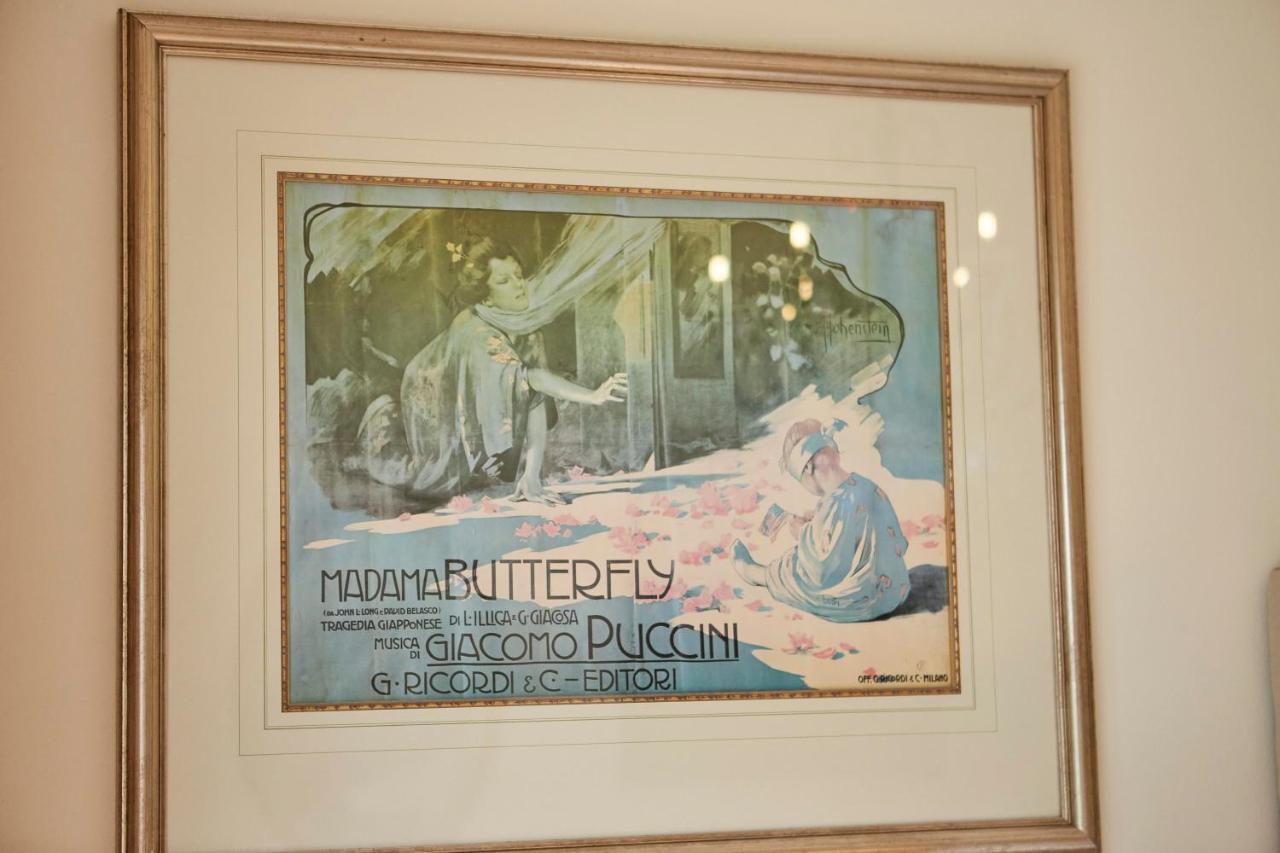 Hohenstein
MADAMA BUTTERFLY
(DA JOHN L. LONG E DAVID BELASCO)
TRAGEDIA GIAPPONESE DI L. ILLICA E G. GIACOSA
MUSICA DI GIACOMO PUCCINI
G. RICORDI & C. - EDITORI
OFF. G. RICORDI & C. MILANO